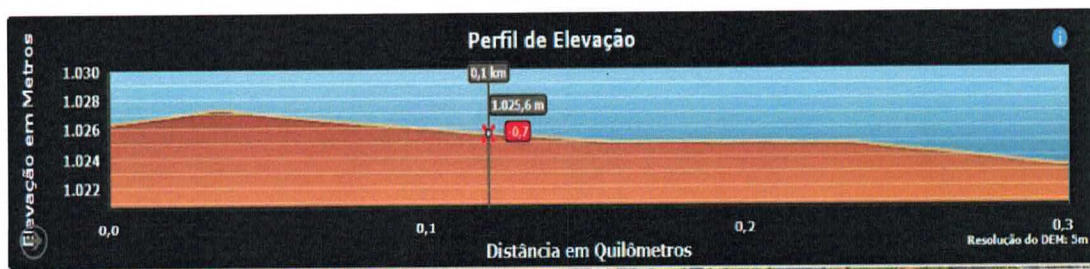 Perfil de Elevação
i
Elevação em Metros
1.030
1.028
1.026
1.024
1.022
0,1 km
1.025,6 m
-0,7
0,0
0,1
0,2
0,3
Distância em Quilômetros
Resolução do DEM: 5m